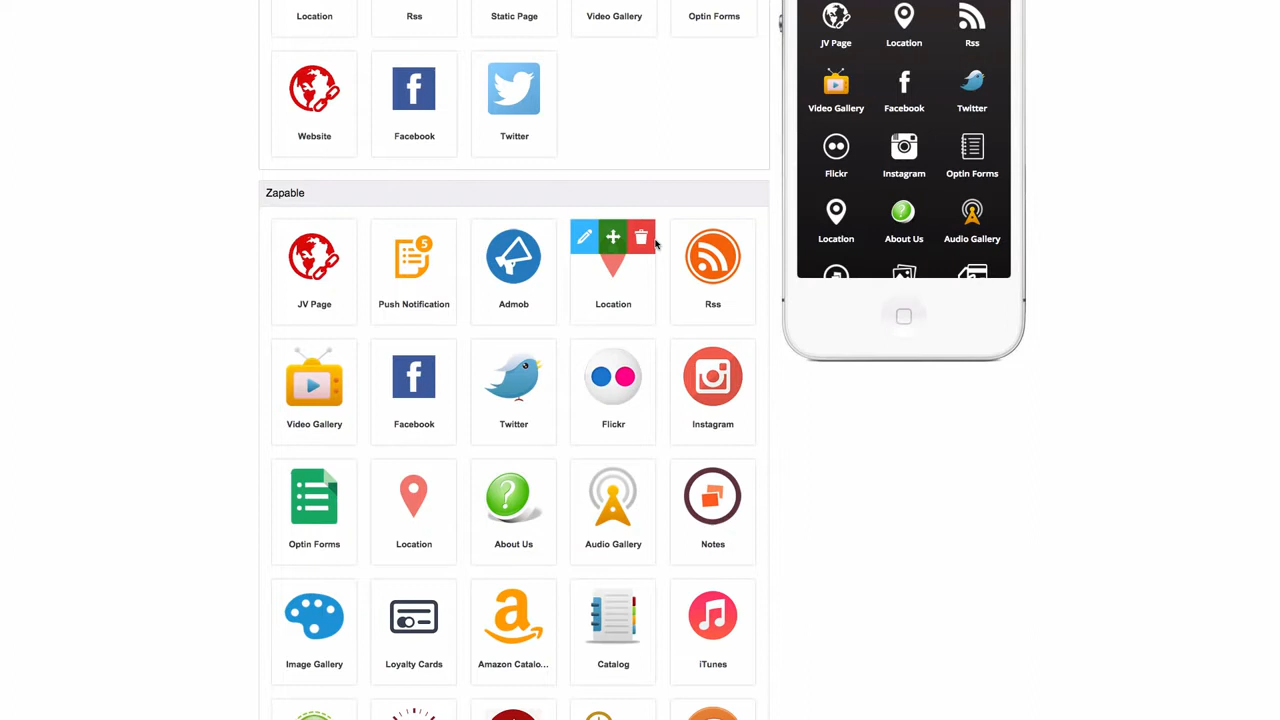 Location Rss Static Page Video Gallery Optin Forms
Website Facebook Twitter
Zapable
JV Page Push Notification Admob Location Rss
5
Video Gallery Facebook Twitter Flickr Instagram
Optin Forms Location About Us Audio Gallery Notes
Image Gallery Loyalty Cards Amazon Catalo... Catalog iTunes
JV Page Location Rss
Video Gallery Facebook Twitter
Flickr Instagram Optin Forms
Location About Us Audio Gallery